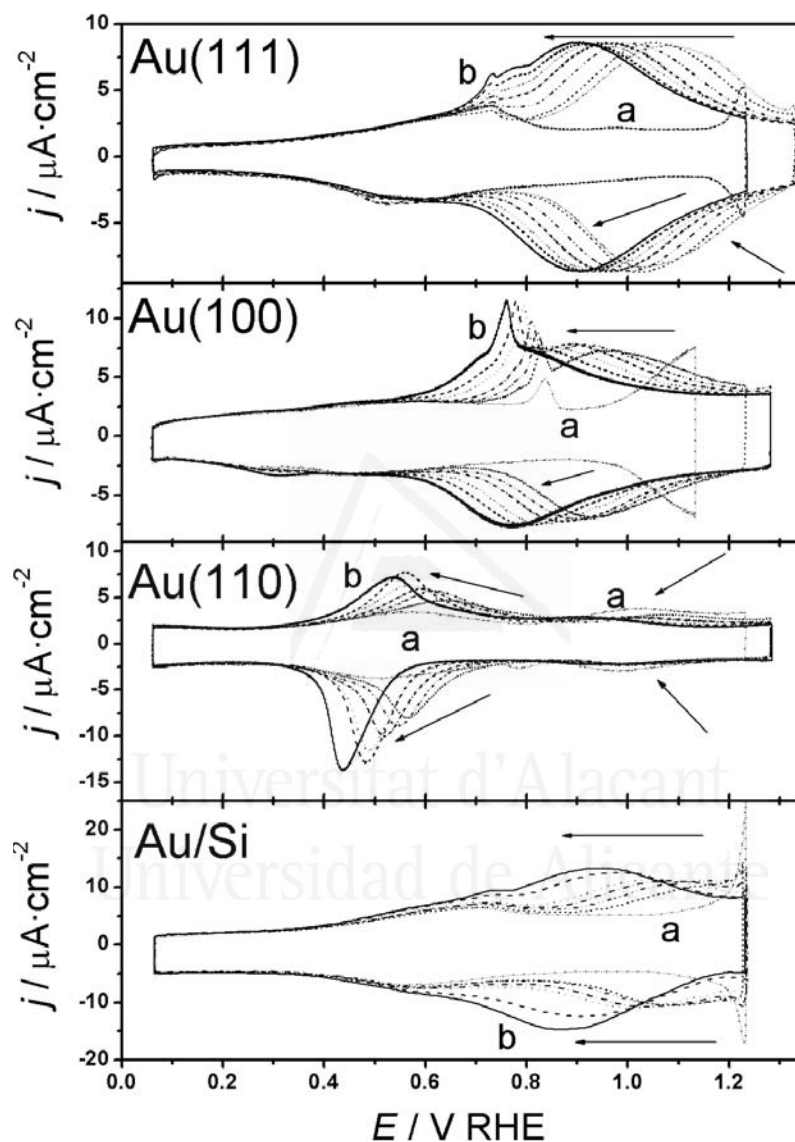 Au(111)
b
a
10
5
0
-5
j / μA·cm-2
Au(100)
b
a
10
5
0
-5
j / μA·cm-2
Au(110)
b
a
10
5
0
-5
-10
-15
j / μA·cm-2
Universitat d'Alacant
Au/Si
Universidad de Alicante
a
b
20
10
0
-10
-20
j / μA·cm-2
0.0 0.2 0.4 0.6 0.8 1.0 1.2
E / V RHE